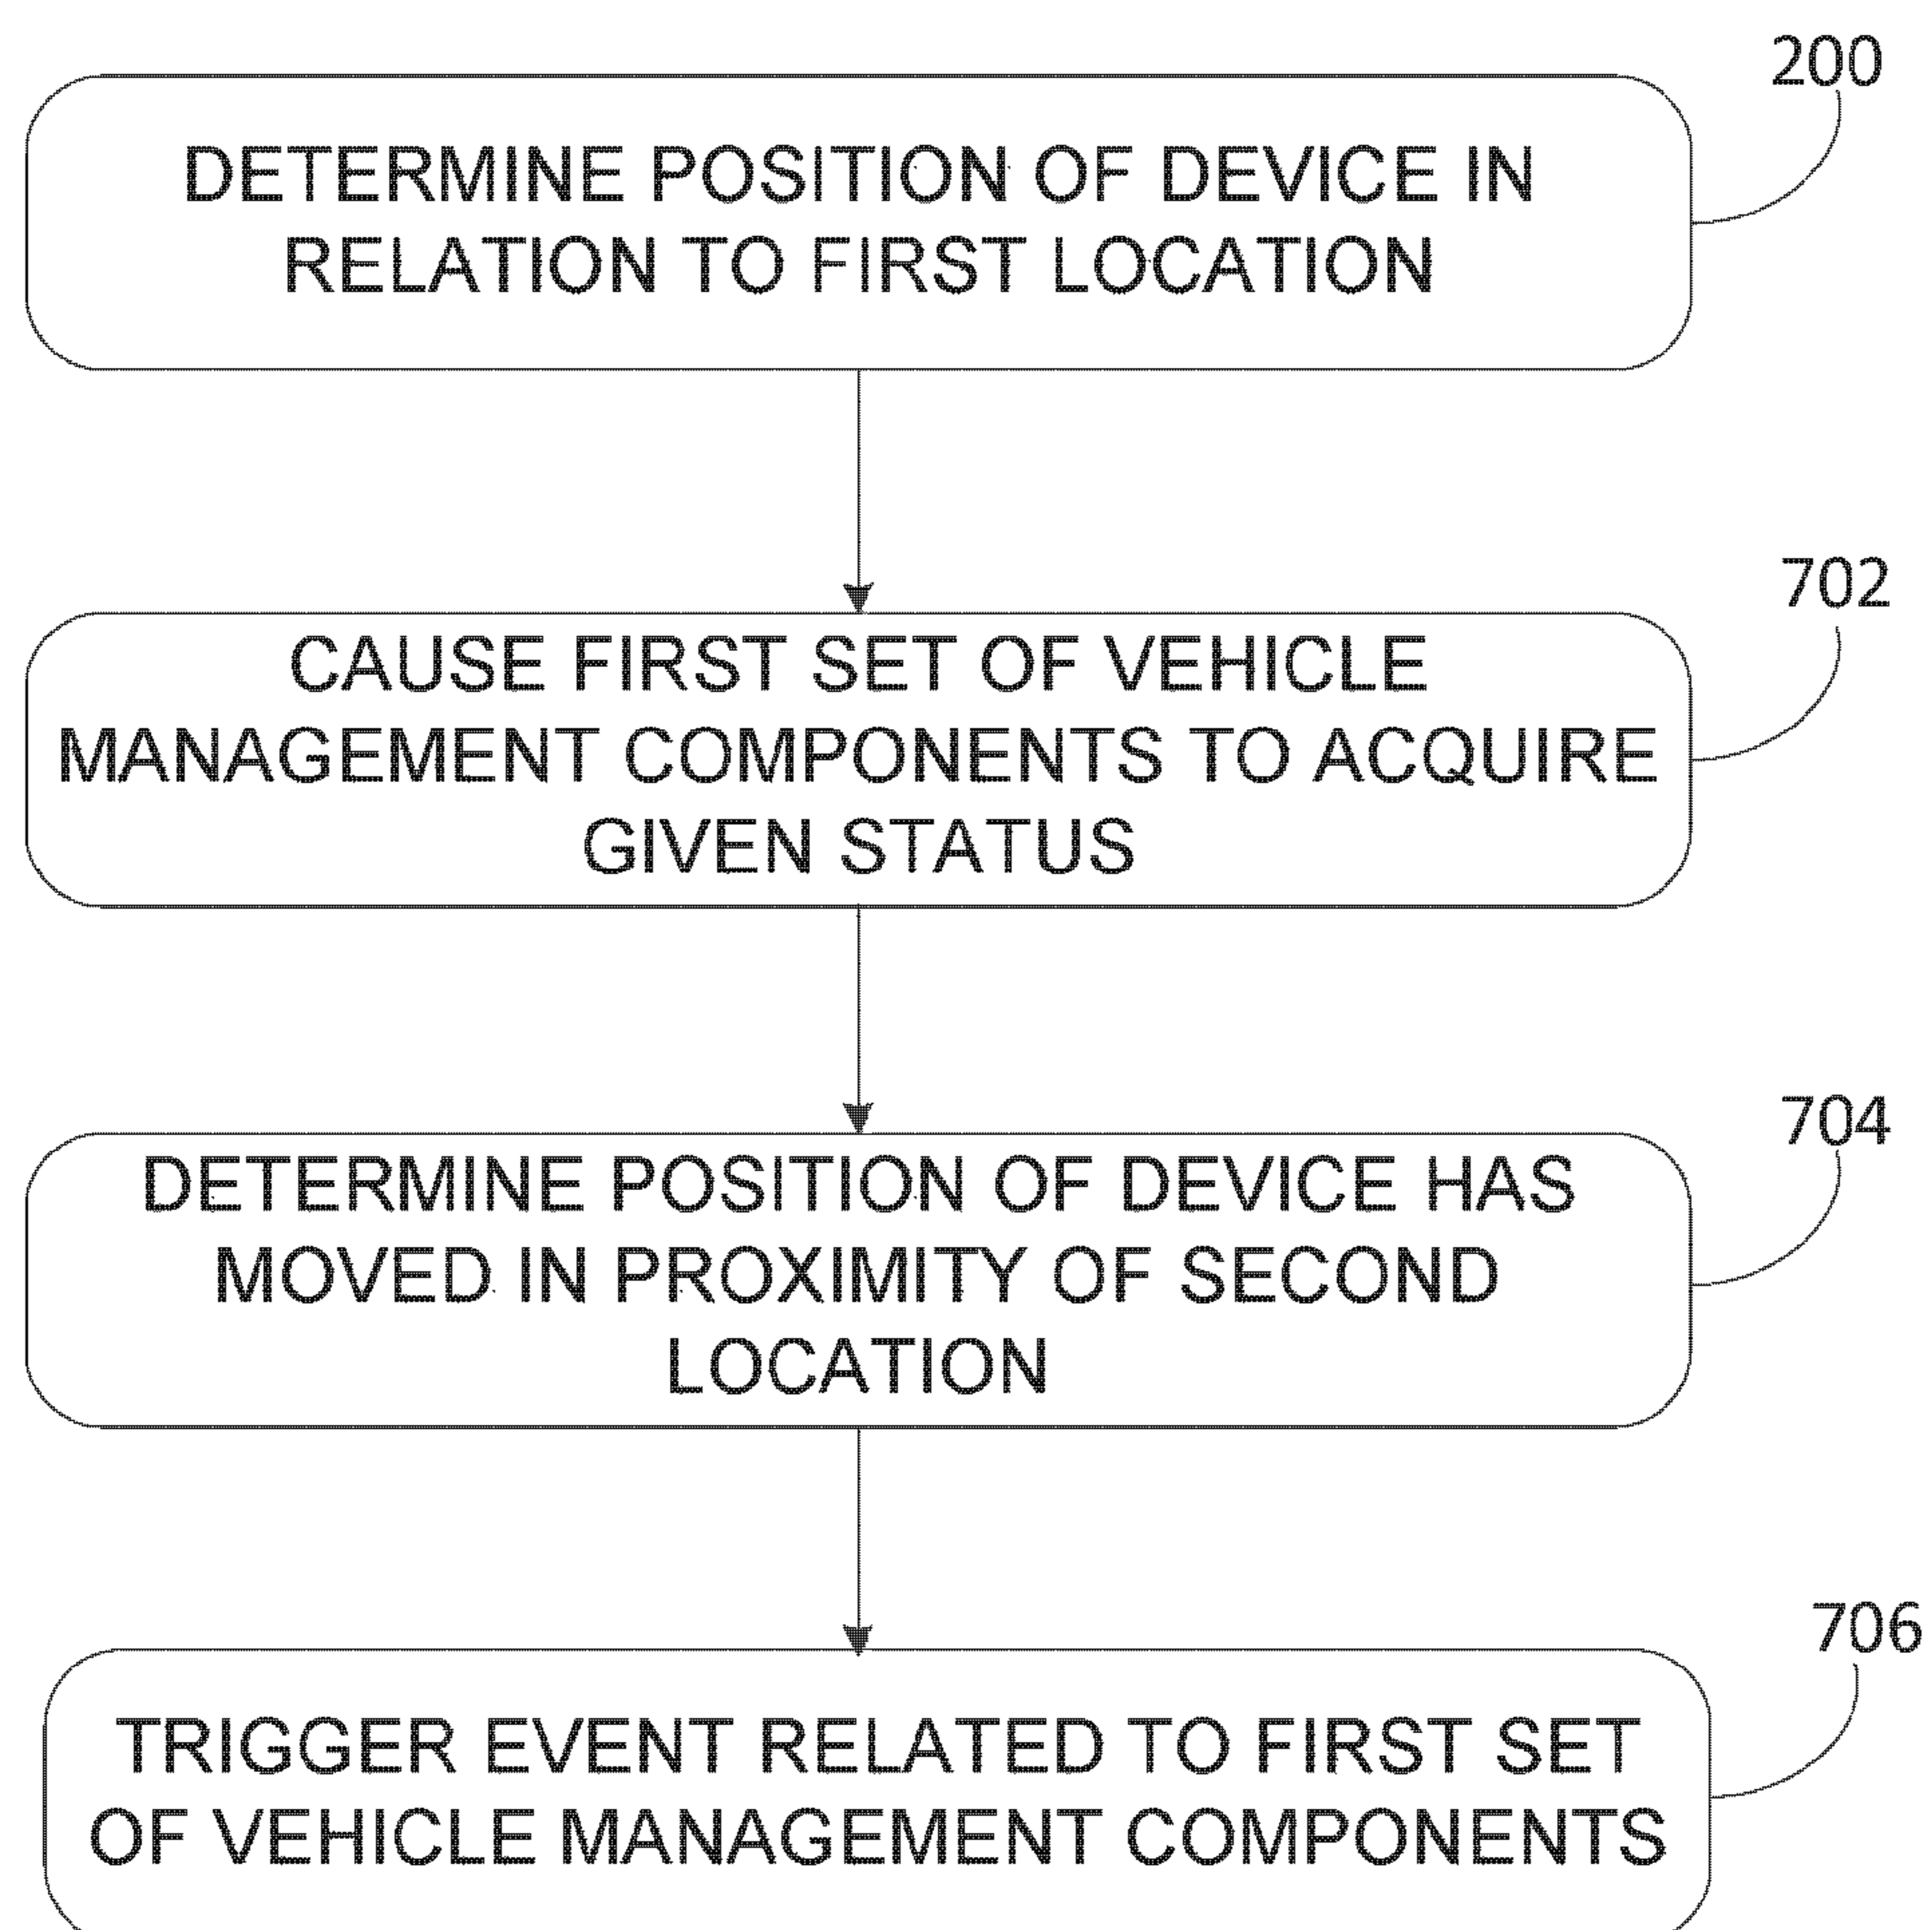 200
DETERMINE POSITION OF DEVICE IN
RELATION TO FIRST LOCATION
702
CAUSE FIRST SET OF VEHICLE
MANAGEMENT COMPONENTS TO ACQUIRE
GIVEN STATUS
704
DETERMINE POSITION OF DEVICE HAS
MOVED IN PROXIMITY OF SECOND
LOCATION
706
TRIGGER EVENT RELATED TO FIRST SET
OF VEHICLE MANAGEMENT COMPONENTS